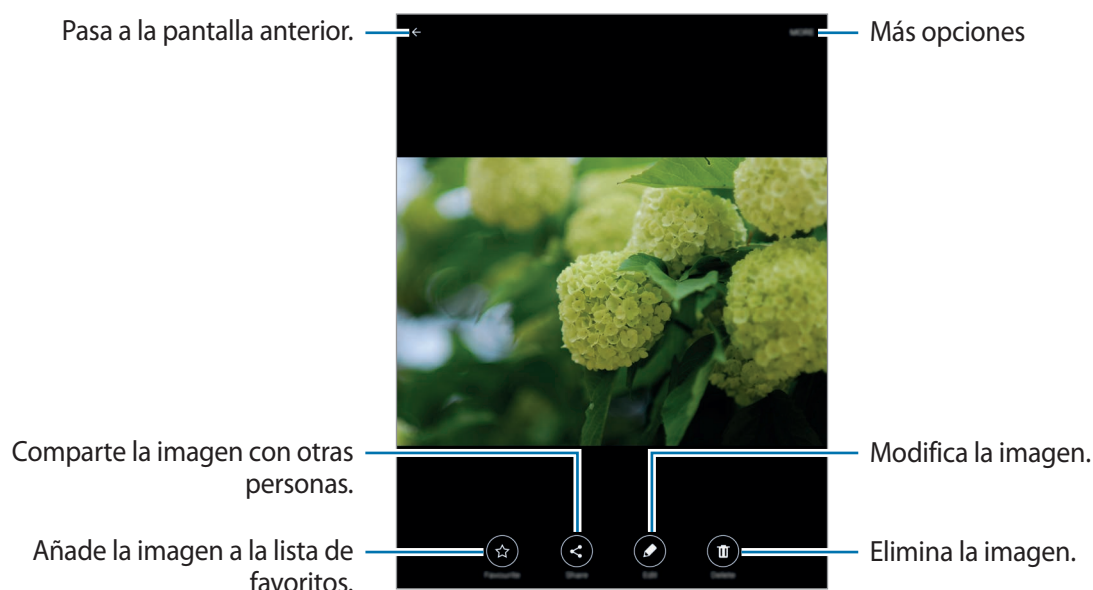 Pasa a la pantalla anterior.
MORE
Más opciones
Comparte la imagen con otras
personas.
Modifica la imagen.
Añade la imagen a la lista de
favoritos.
Elimina la imagen.
Favourite
Share
Edit
Delete